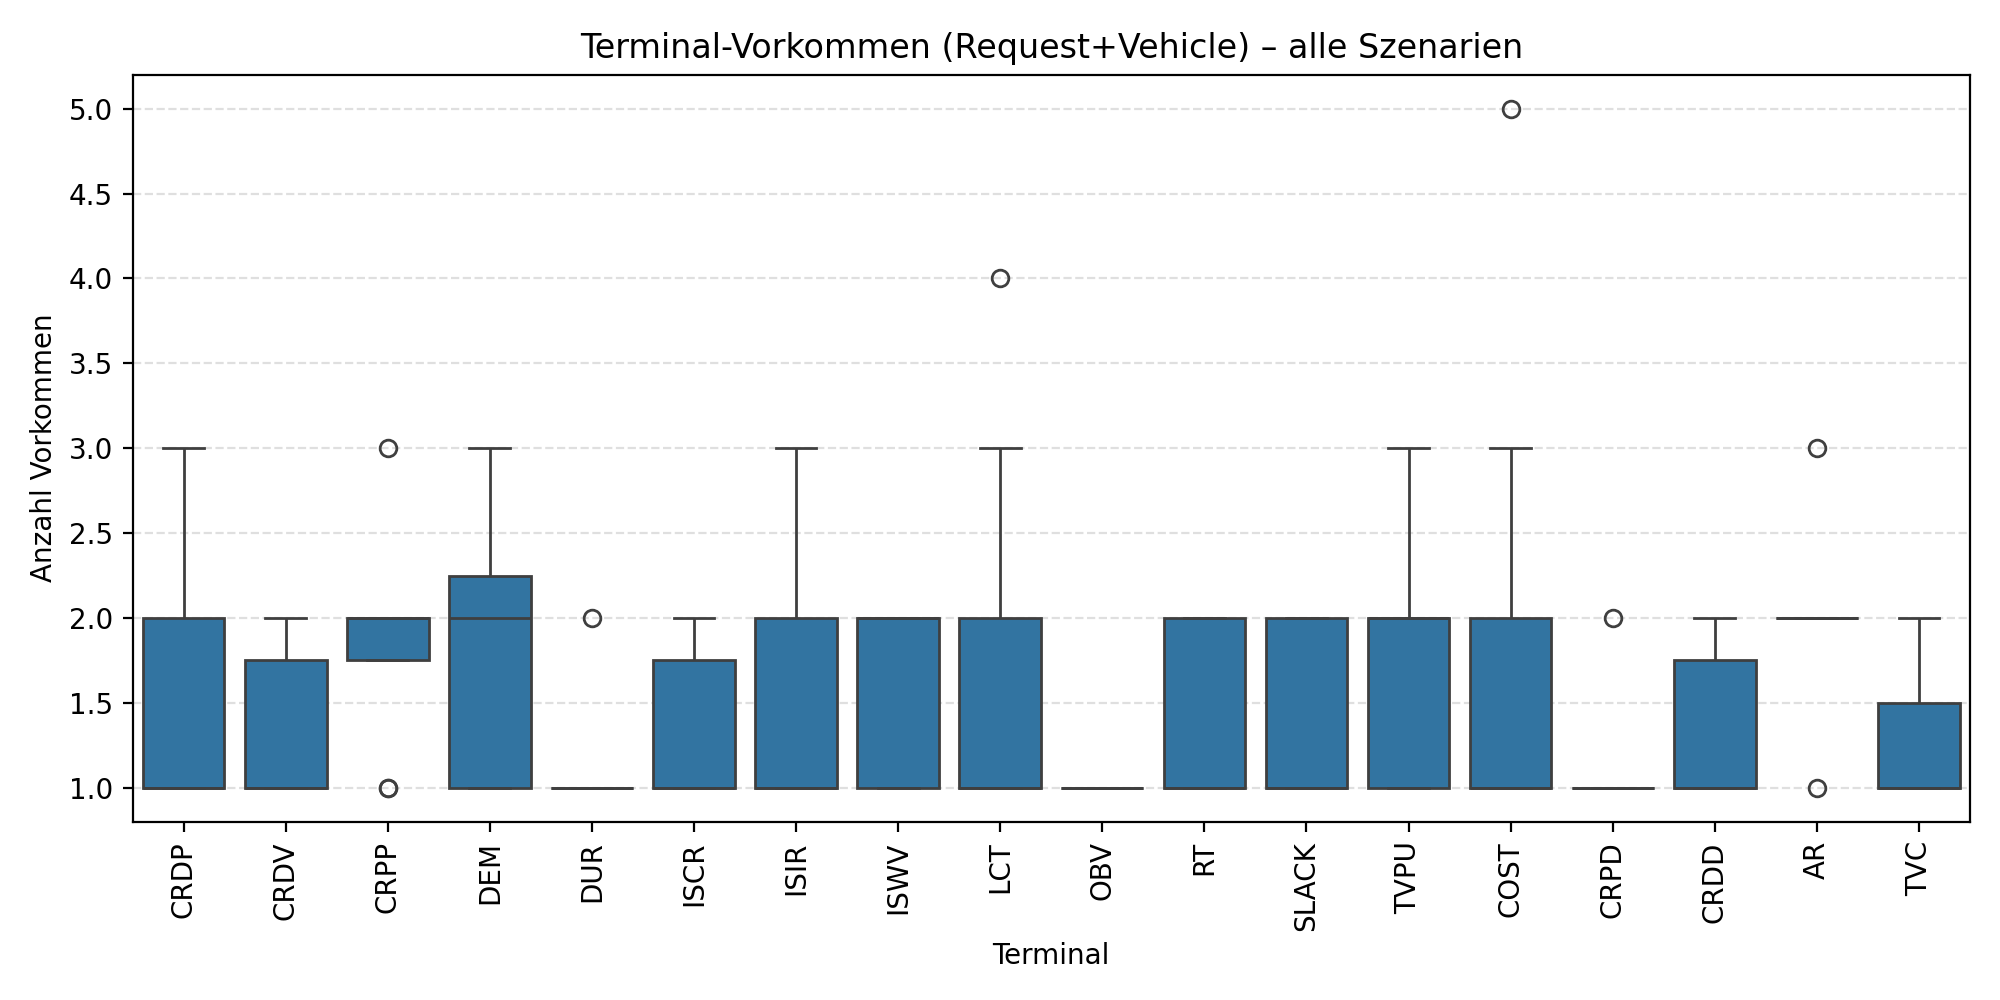 Terminal-Vorkommen (Request+Vehicle) – alle Szenarien
5.0
4.5
4.0
3.5
3.0
2.5
2.0
1.5
1.0
Anzahl Vorkommen
CRDP
CRDV
CRPP
DEM
DUR
ISCR
ISIR
ISWV
LCT
OBV
RT
SLACK
TVPU
COST
CRPD
CRDD
AR
TVC
Terminal